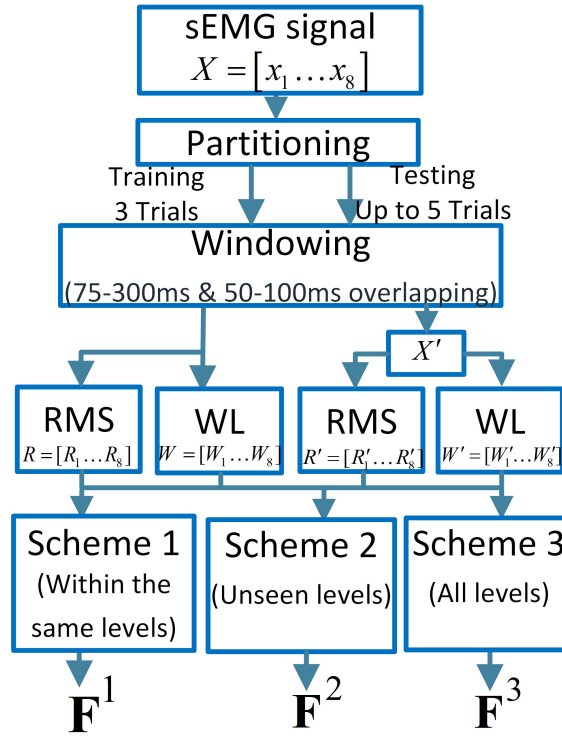 sEMG signal
X = [x₁…x₈]
Partitioning
Training
3 Trials
Testing
Up to 5 Trials
Windowing
(75-300ms & 50-100ms overlapping)
X′
RMS
R = [R₁…R₈]
WL
W = [W₁…W₈]
RMS
R′ = [R′₁…R′₈]
WL
W′ = [W′₁…W′₈]
Scheme 1
(Within the
same levels)
Scheme 2
(Unseen levels)
Scheme 3
(All levels)
F¹
F²
F³